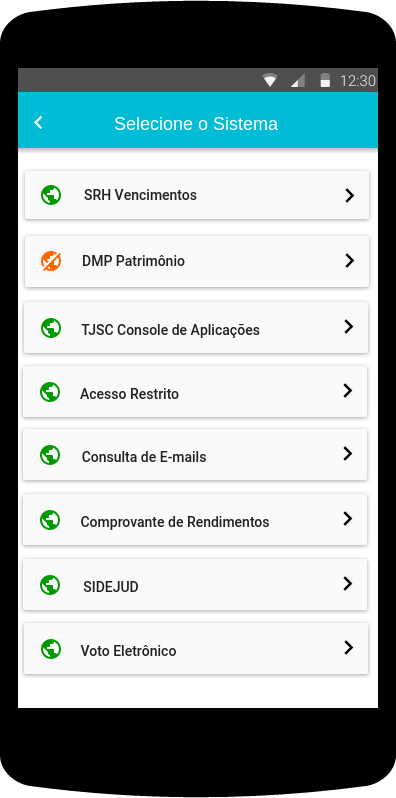 12:30
Selecione o Sistema
SRH Vencimentos
DMP Patrimônio
TJSC Console de Aplicações
Acesso Restrito
Consulta de E-mails
Comprovante de Rendimentos
SIDEJUD
Voto Eletrônico